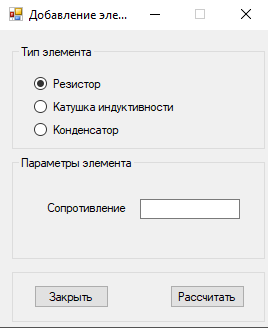 Добавление эле...
Тип элемента
Резистор
Катушка индуктивности
Конденсатор
Параметры элемента
Сопротивление
Закрыть
Рассчитать